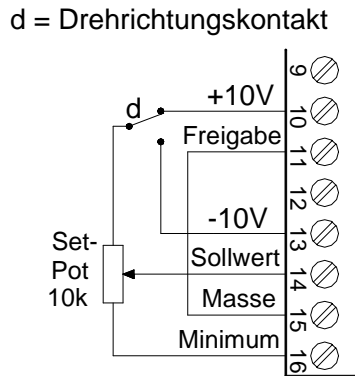 d = Drehrichtungskontakt
9
+10V
10
d
Freigabe
11
12
-10V
13
Set-
Pot
10k
Sollwert
14
Masse
15
Minimum
16